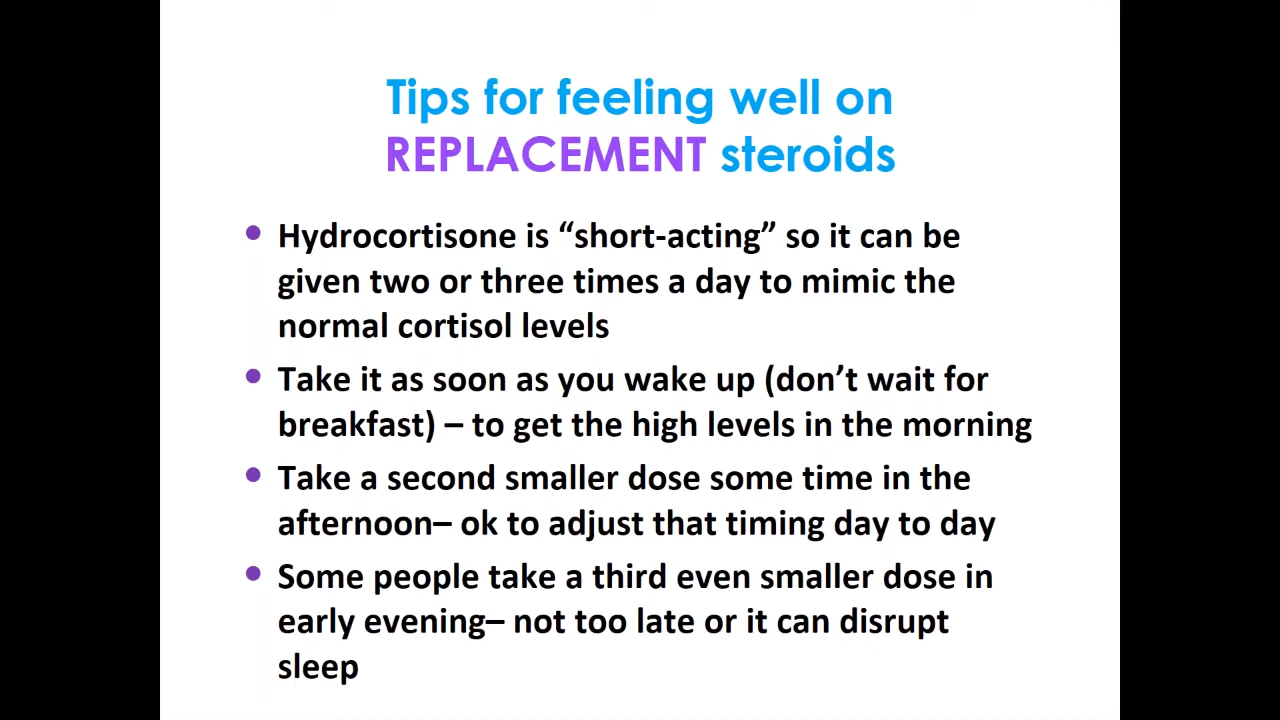 Tips for feeling well on
REPLACEMENT steroids
• Hydrocortisone is “short-acting” so it can be
given two or three times a day to mimic the
normal cortisol levels
• Take it as soon as you wake up (don’t wait for
breakfast) – to get the high levels in the morning
• Take a second smaller dose some time in the
afternoon– ok to adjust that timing day to day
• Some people take a third even smaller dose in
early evening– not too late or it can disrupt
sleep